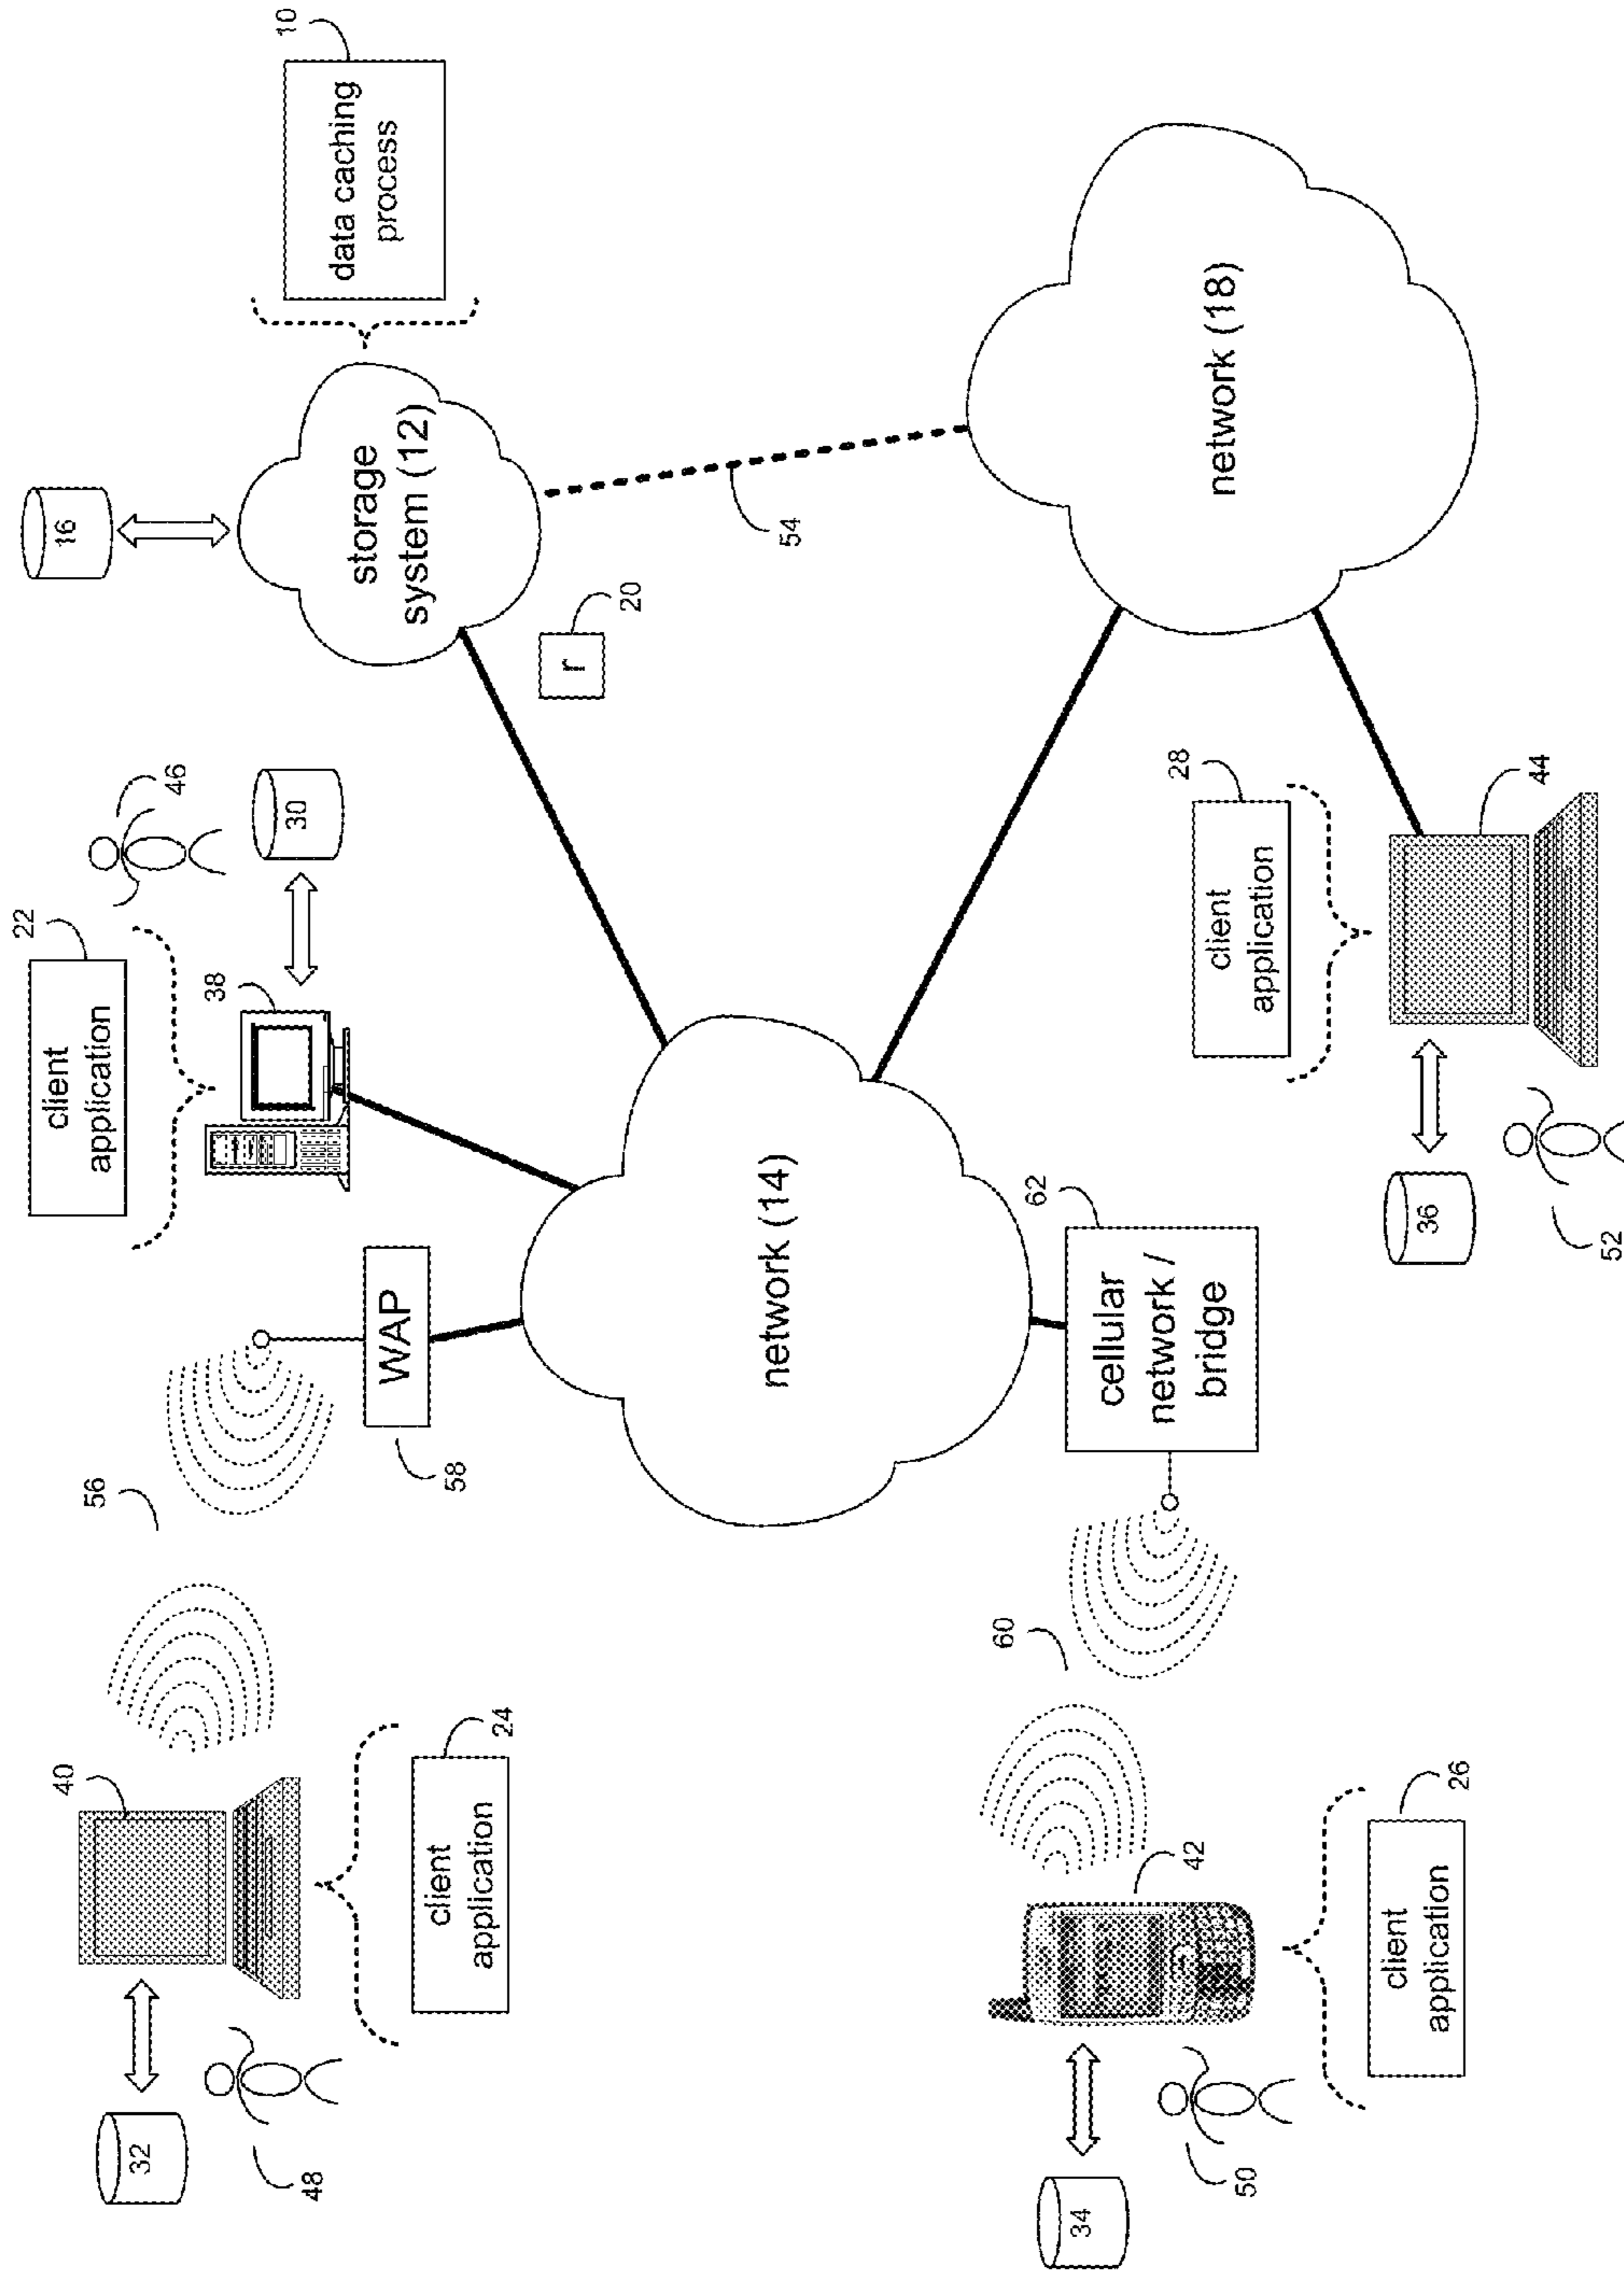 22
client
application
16
40
56
32
46
38
30
10
data caching
process
48
storage
system (12)
WAP
58
24
client
application
r
20
network (14)
54
60
62
cellular
network /
bridge
34
42
50
network (18)
28
client
application
26
client
application
36
44
52